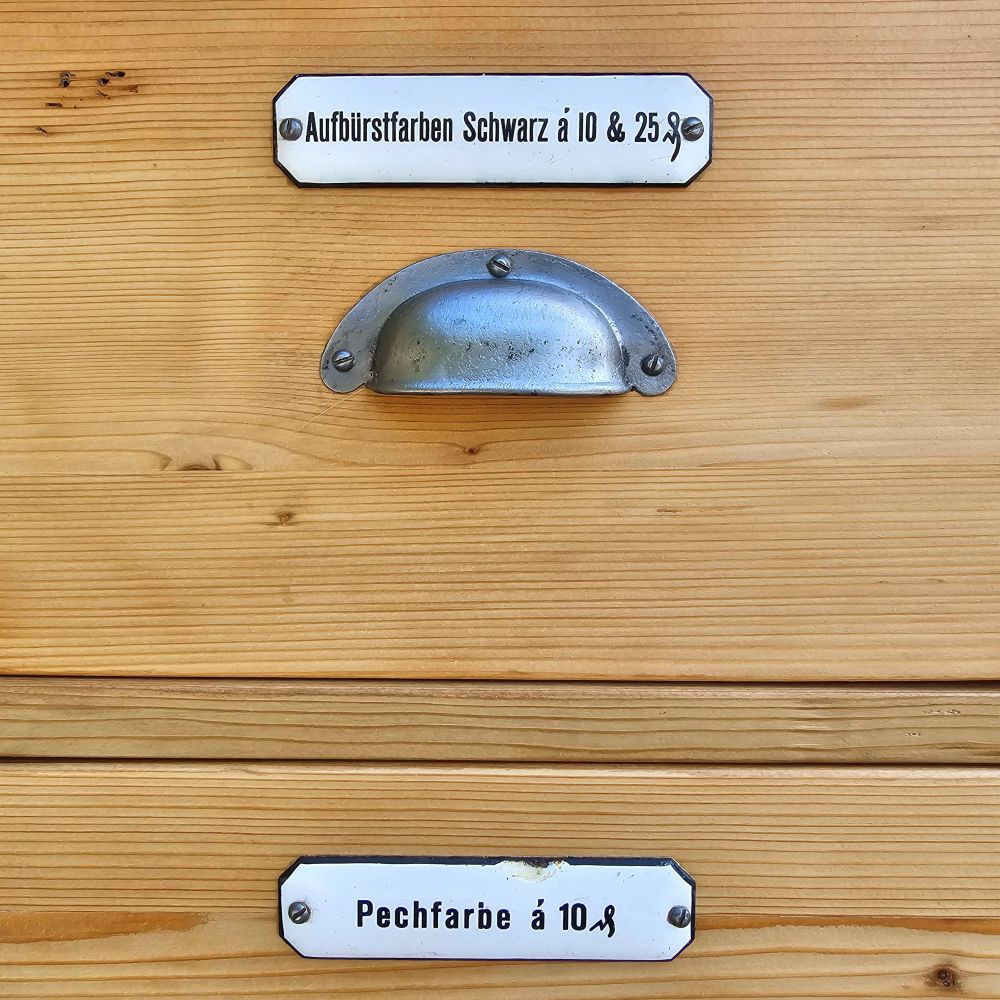 Aufbürstfarben Schwarz á 10 & 25 ₰
Pechfarbe á 10 ₰